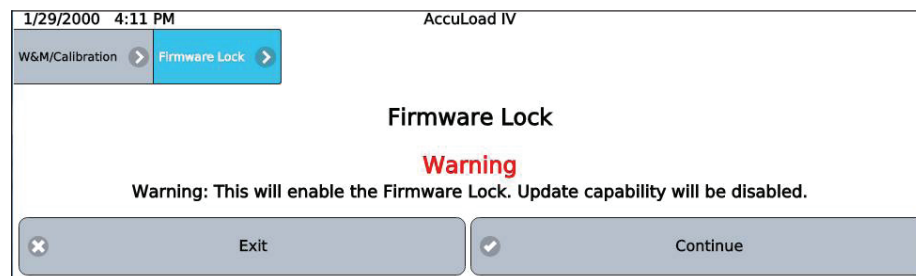 1/29/2000 4:11 PM AccuLoad IV
W&M/Calibration Firmware Lock
Firmware Lock
Warning
Warning: This will enable the Firmware Lock. Update capability will be disabled.
Exit Continue